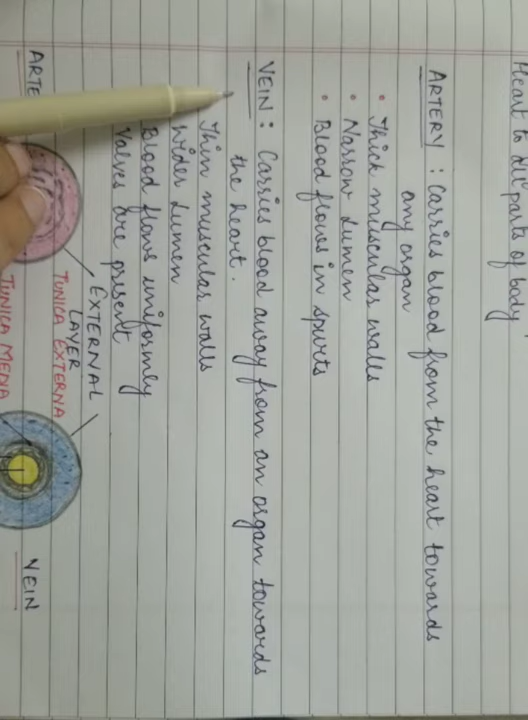 Heart to all parts of body
ARTERY : Carries blood from the heart towards
any organ
• Thick muscular walls
• Narrow Lumen
• Blood flows in spurts
VEIN : Carries blood away from an organ towards
the heart.
Thin muscular walls
Wider Lumen
Blood flows uniformly
Valves are present
EXTERNAL
LAYER
TUNICA EXTERNA
TUNICA MEDIA
ARTE
VEIN